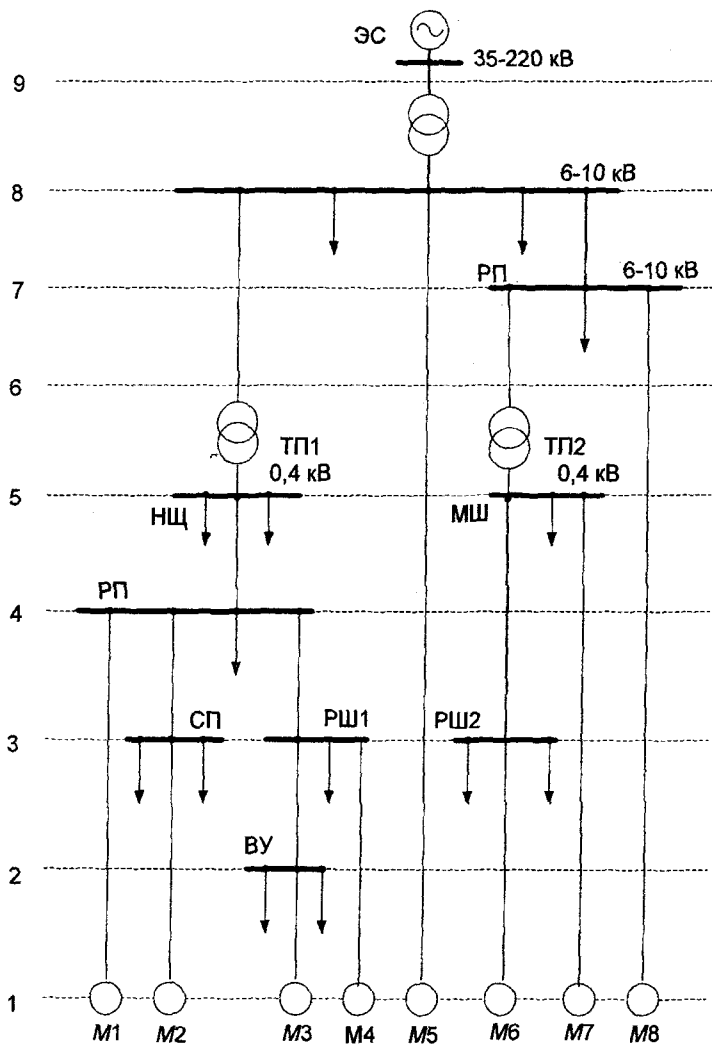 ЭС
35-220 кВ
9
6-10 кВ
8
РП
6-10 кВ
7
6
ТП1
ТП2
0,4 кВ
0,4 кВ
5
НЩ
МШ
РП
4
СП
РШ1
РШ2
3
ВУ
2
1
М1 М2 М3 М4 М5 М6 М7 М8